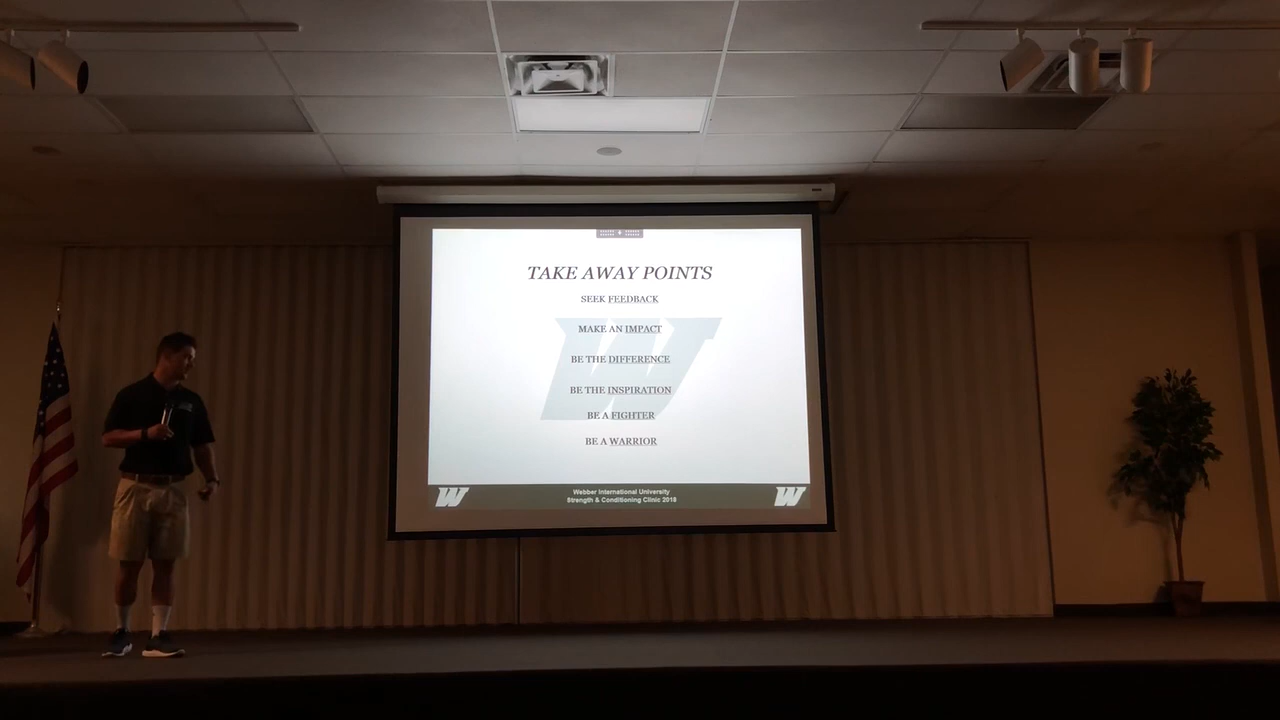 TAKE AWAY POINTS
SEEK FEEDBACK
MAKE AN IMPACT
BE THE DIFFERENCE
BE THE INSPIRATION
BE A FIGHTER
BE A WARRIOR
W
Webber International University
Strength & Conditioning Clinic 2018
W
W